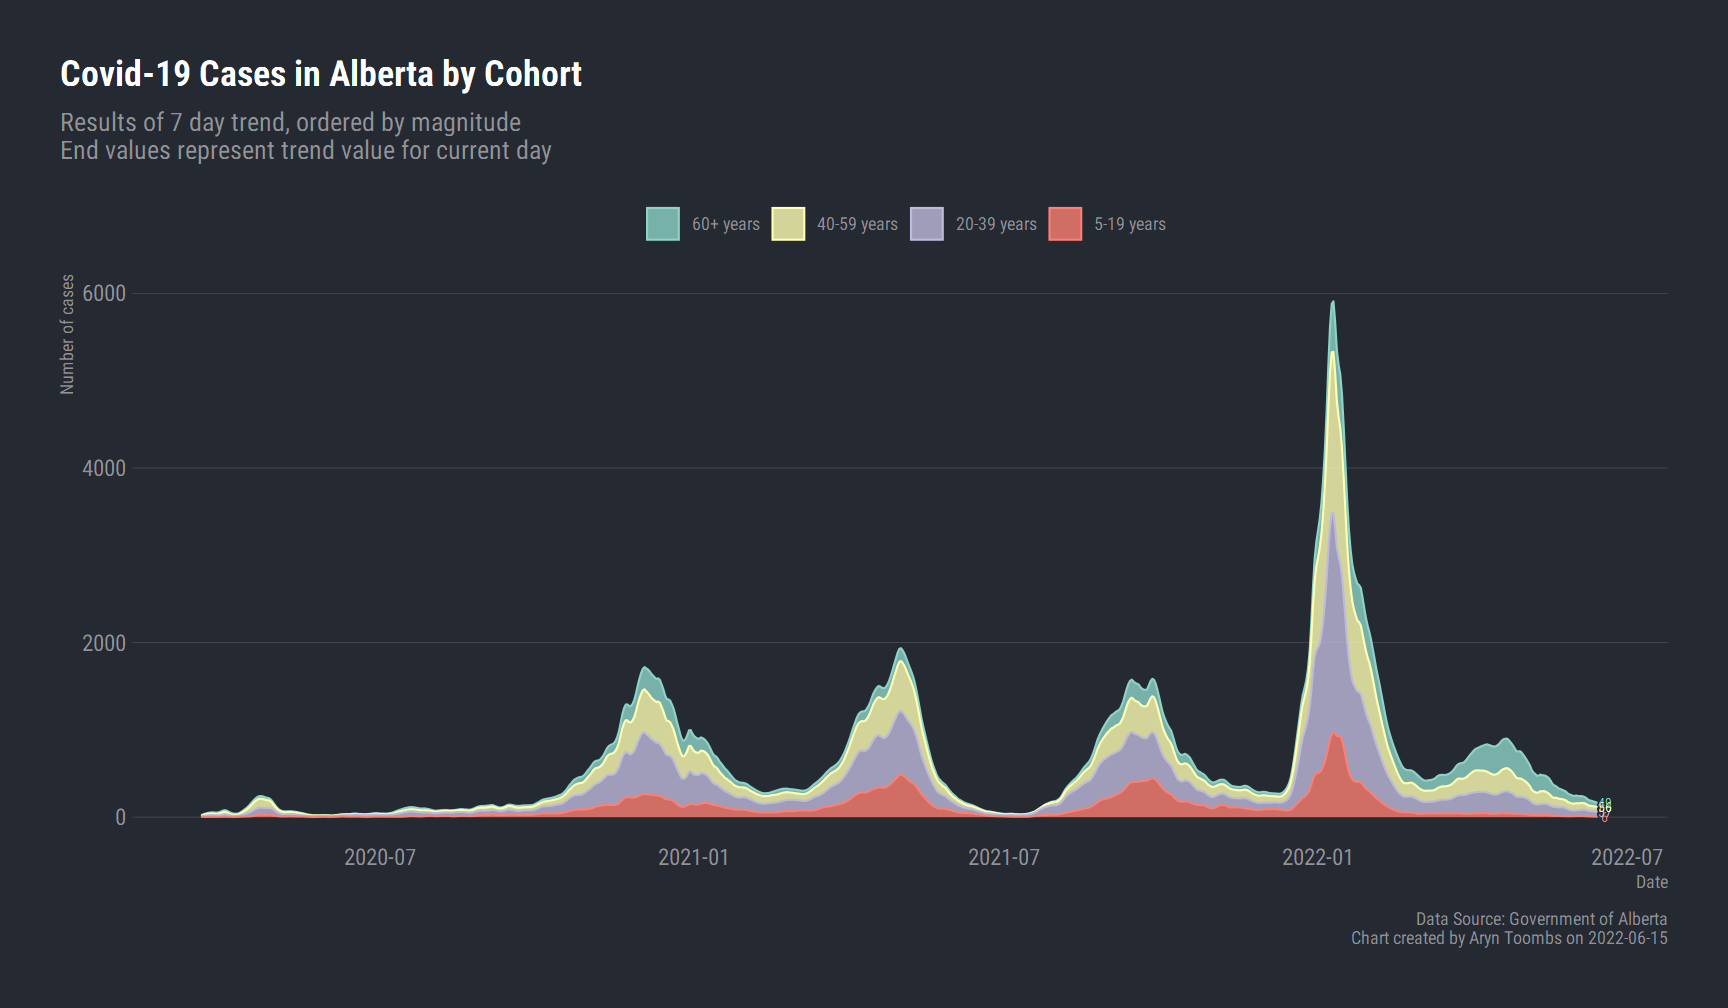 Covid-19 Cases in Alberta by Cohort
Results of 7 day trend, ordered by magnitude
End values represent trend value for current day
60+ years 40-59 years 20-39 years 5-19 years
Number of cases
6000
4000
2000
0
2020-07 2021-01 2021-07 2022-01 2022-07
Date
Data Source: Government of Alberta
Chart created by Aryn Toombs on 2022-06-15